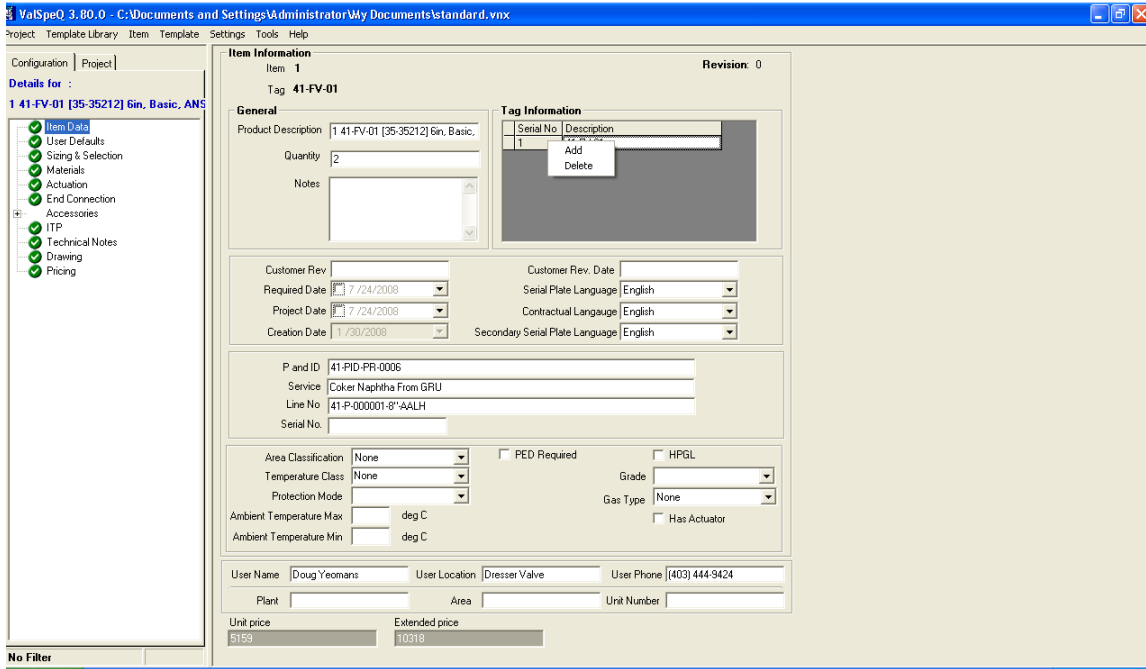 ValSpeQ 3.80.0 - C:\Documents and Settings\Administrator\My Documents\standard.vnx
Project Template Library Item Template Settings Tools Help
Configuration Project
Details for :
1 41-FV-01 [35-35212] 6in, Basic, ANS
Item Data
User Defaults
Sizing & Selection
Materials
Actuation
End Connection
Accessories
ITP
Technical Notes
Drawing
Pricing
No Filter
Item Information
Item 1
Revision: 0
Tag 41-FV-01
General
Product Description 1 41-FV-01 [35-35212] 6in, Basic,
Quantity 2
Notes
Tag Information
Serial No Description
1
Add
Delete
Customer Rev
Customer Rev. Date
Required Date 7 /24/2008
Serial Plate Language English
Project Date 7 /24/2008
Contractual Langauge English
Creation Date 1 /30/2008
Secondary Serial Plate Language English
P and ID 41-PID-PR-0006
Service Coker Naphtha From GRU
Line No 41-P-000001-8"-AALH
Serial No.
Area Classification None
PED Required
HPGL
Temperature Class None
Grade
Protection Mode
Gas Type None
Ambient Temperature Max deg C
Has Actuator
Ambient Temperature Min deg C
User Name Doug Yeomans User Location Dresser Valve User Phone (403) 444-9424
Plant Area Unit Number
Unit price Extended price
5159 10318